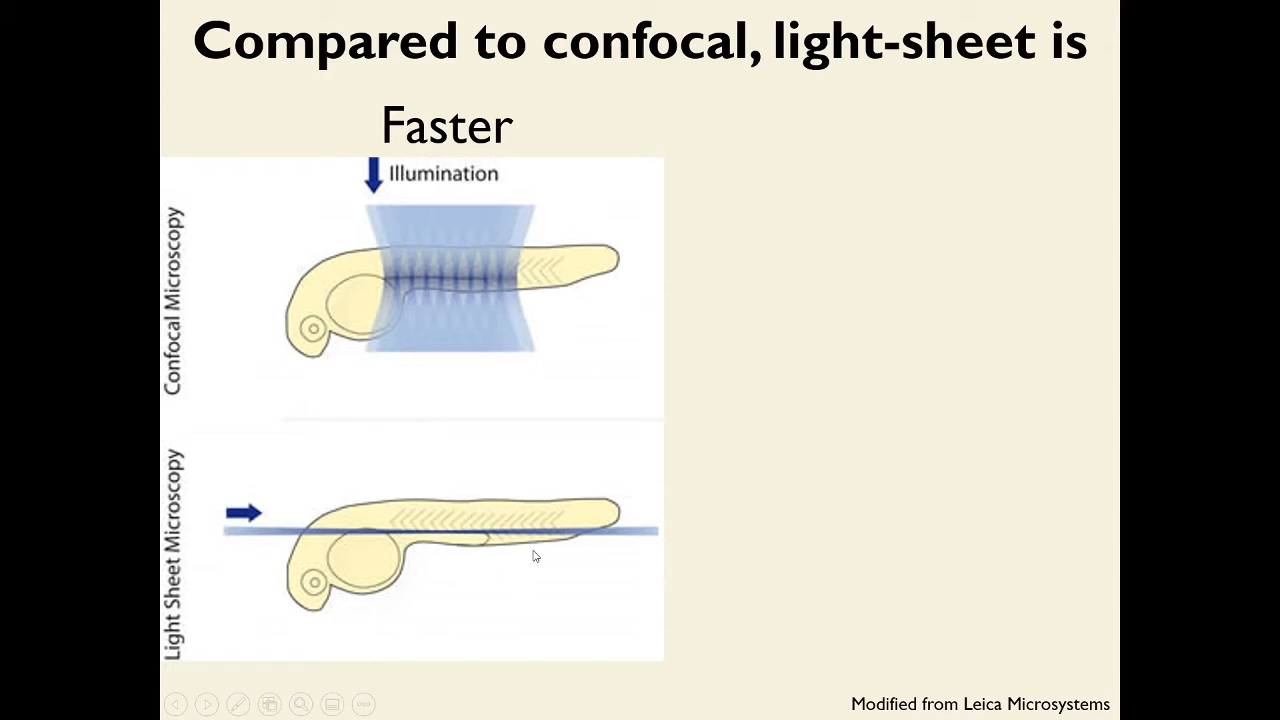 Compared to confocal, light-sheet is
Faster
Illumination
Confocal Microscopy
Light Sheet Microscopy
Modified from Leica Microsystems